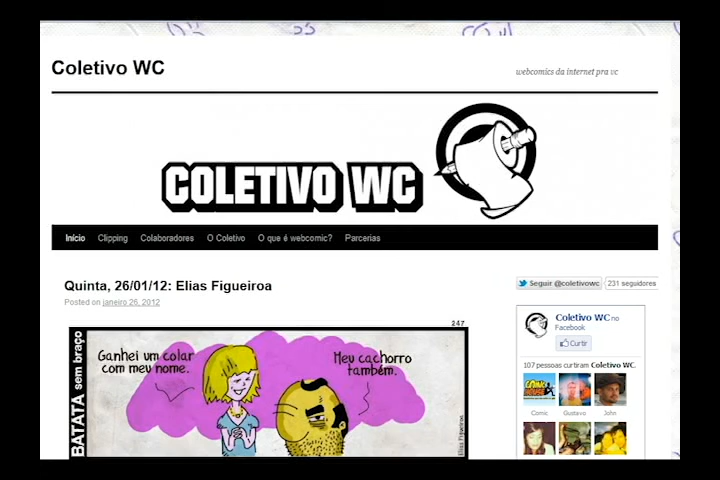 Coletivo WC
webcomics da internet pra vc
COLETIVO WC
Início Clipping Colaboradores O Coletivo O que é webcomic? Parcerias
Quinta, 26/01/12: Elias Figueiroa
Posted on janeiro 26, 2012
Seguir @coletivowc 231 seguidores
Coletivo WC no
Facebook
Curtir
107 pessoas curtiram Coletivo WC.
Comic Gustavo John
247
BATATA sem braço
Ganhei um colar
com meu nome.
Meu cachorro
também.
Elias Figueiroa